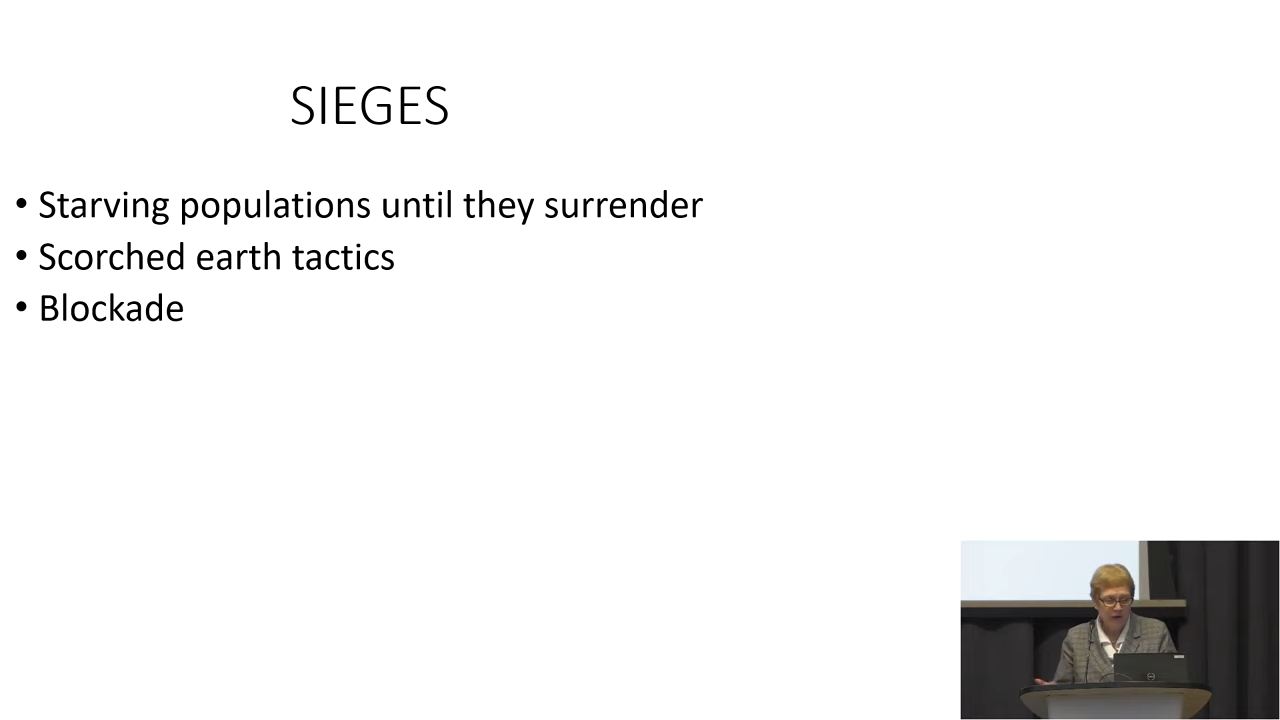 SIEGES
• Starving populations until they surrender
• Scorched earth tactics
• Blockade